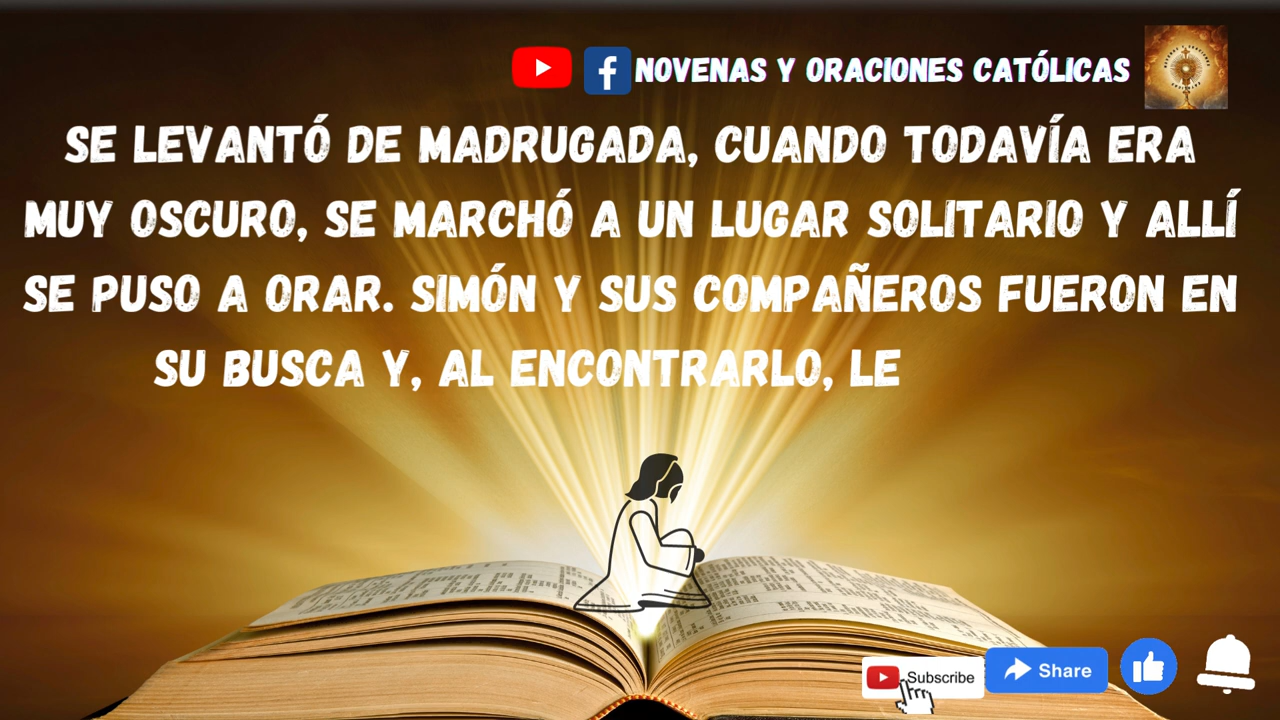 NOVENAS Y ORACIONES CATÓLICAS
SE LEVANTÓ DE MADRUGADA, CUANDO TODAVÍA ERA
MUY OSCURO, SE MARCHÓ A UN LUGAR SOLITARIO Y ALLÍ
SE PUSO A ORAR. SIMÓN Y SUS COMPAÑEROS FUERON EN
SU BUSCA Y, AL ENCONTRARLO, LE
Subscribe
Share